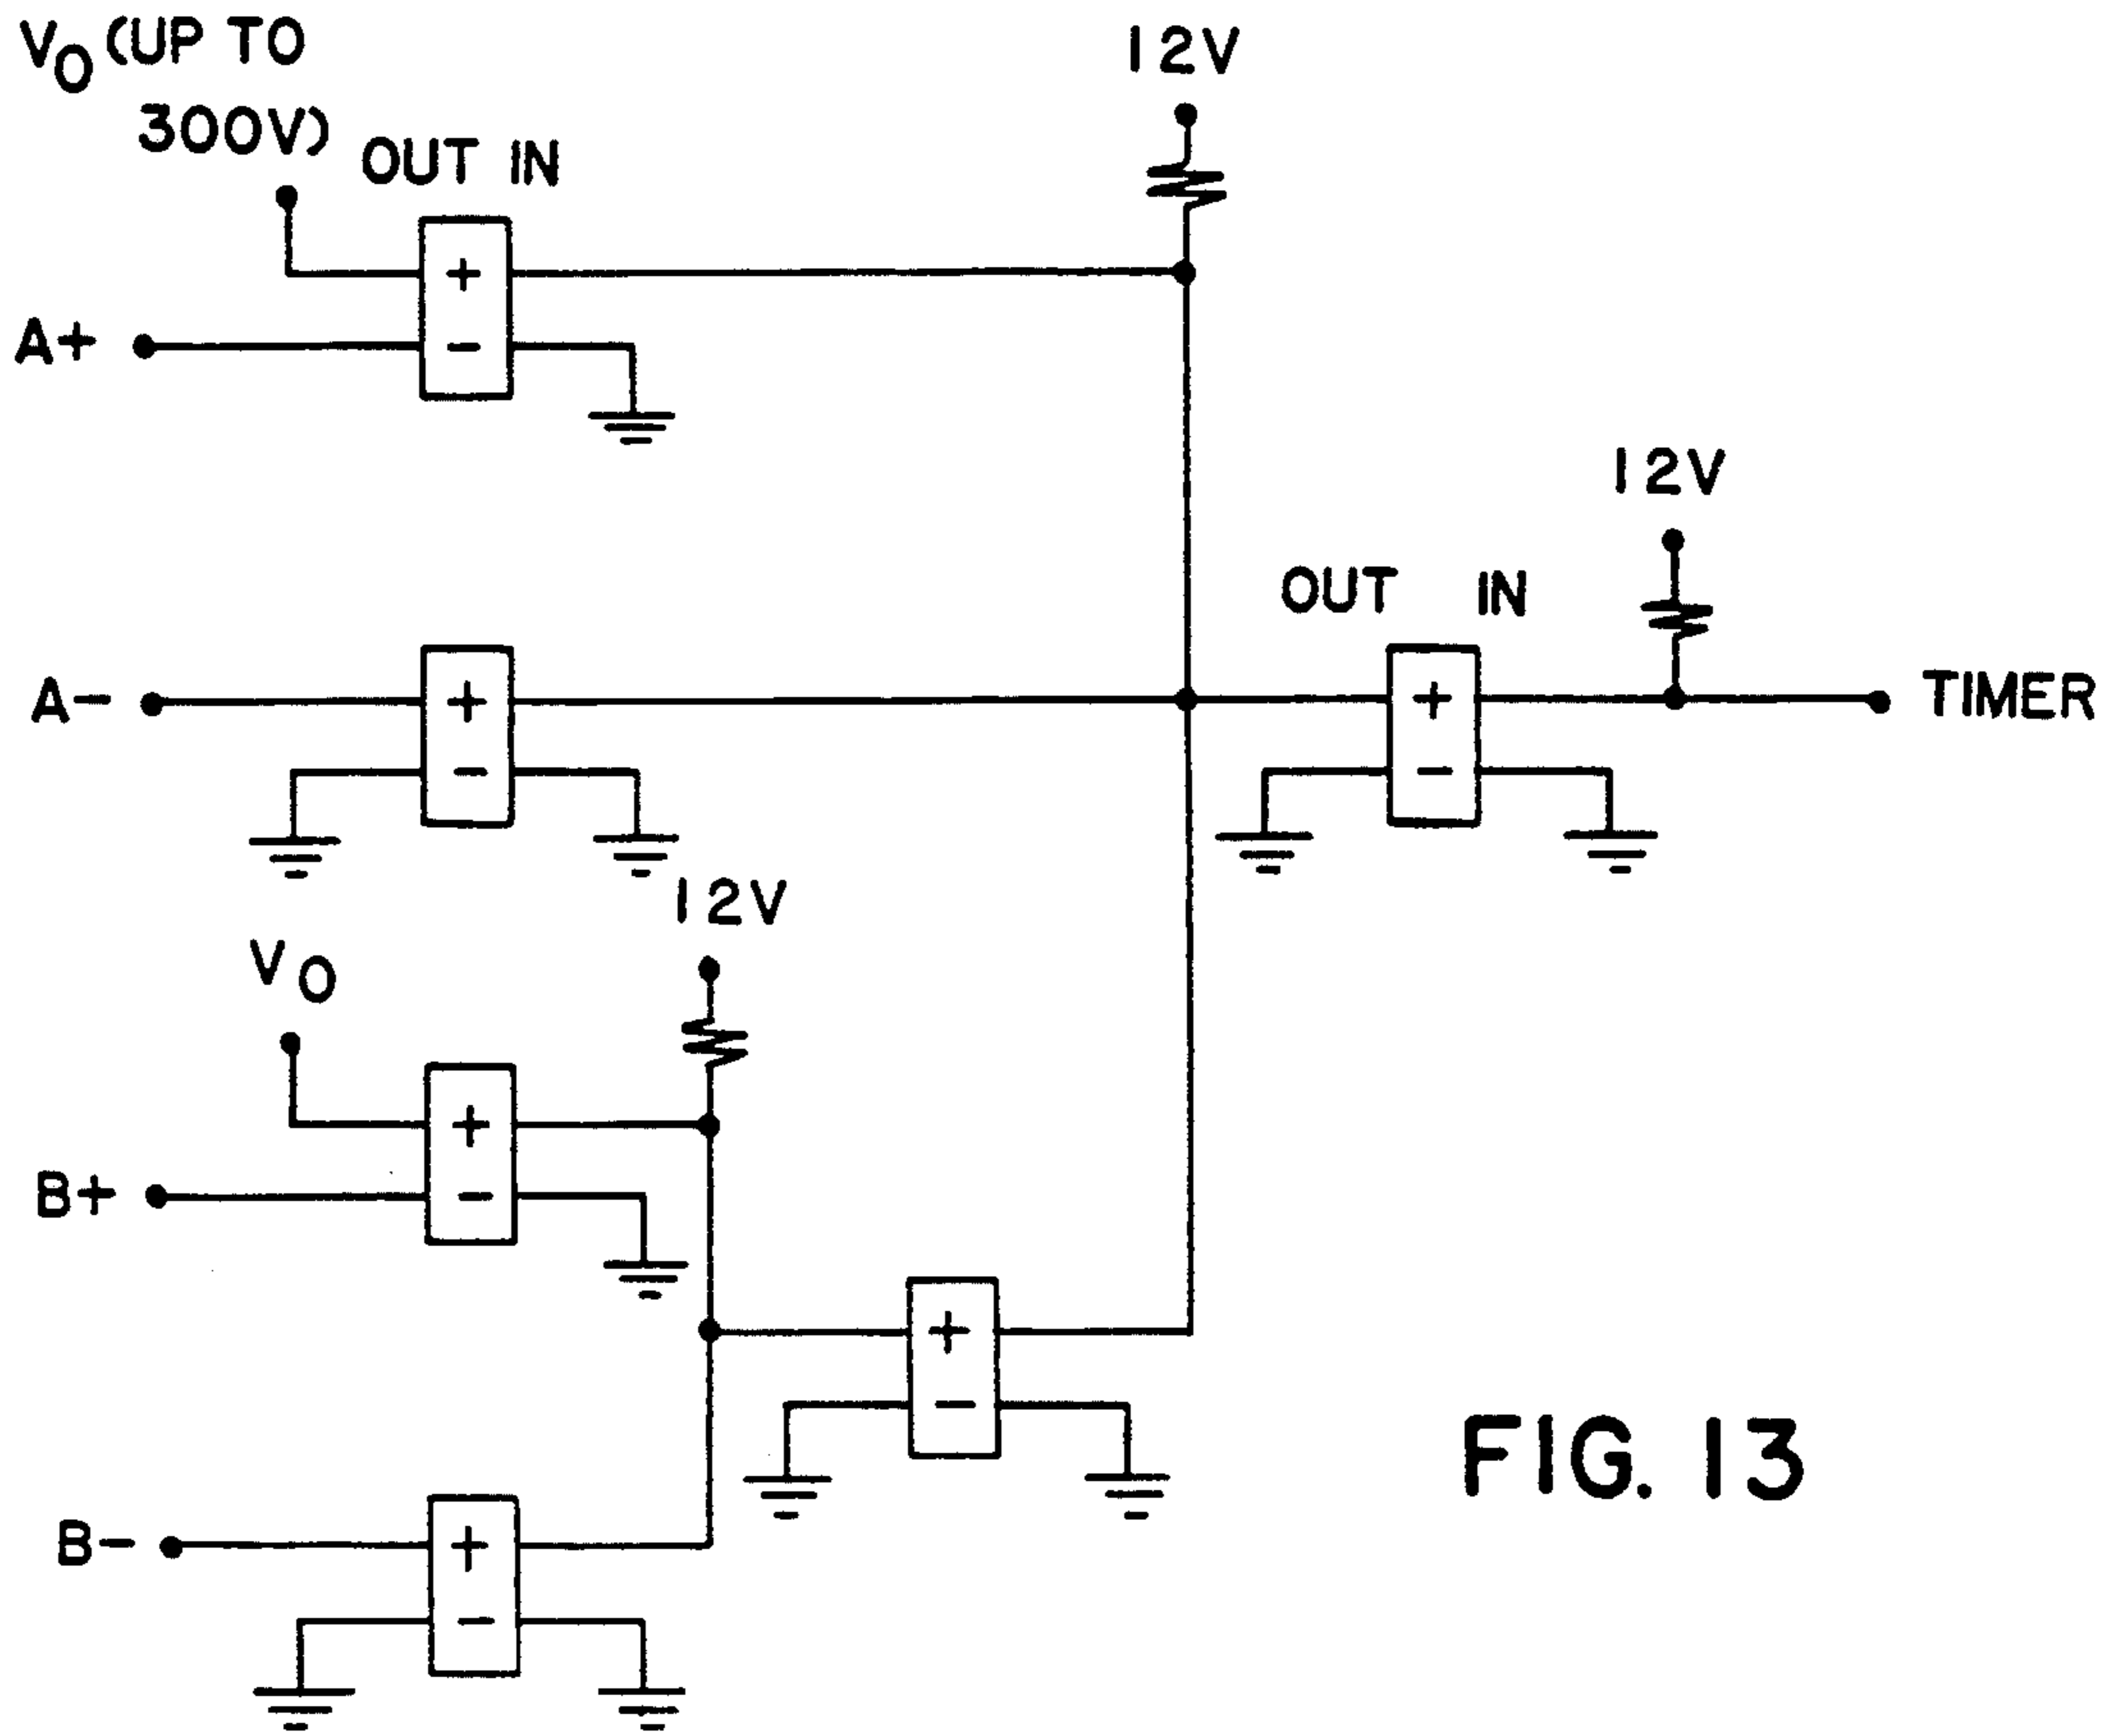 V0 (UP TO
300V)
OUT IN
12V
+
-
A+
12V
OUT IN
A-
+
-
+
-
TIMER
12V
V0
+
-
B+
+
-
B-
+
-
FIG. 13